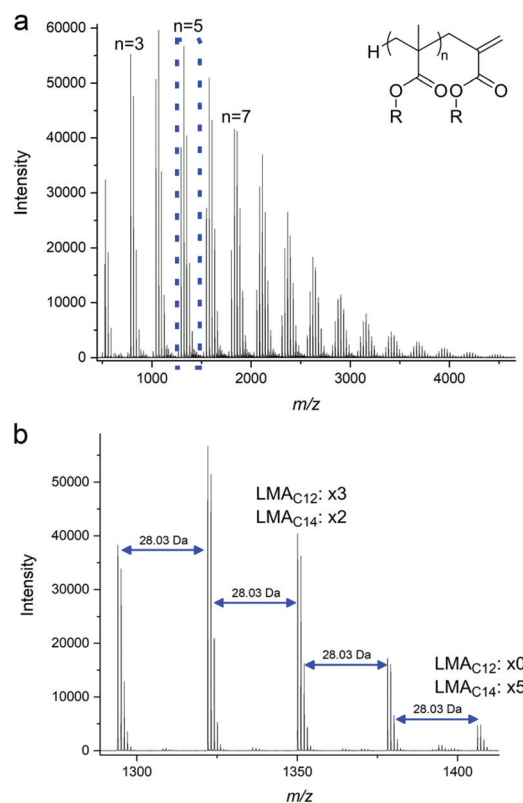 a
n=3
n=5
n=7
H
n
O
O
R
O
O
R
60000
50000
40000
30000
20000
10000
0
Intensity
1000
2000
3000
4000
m/z
b
50000
40000
30000
20000
10000
0
Intensity
LMAC12: x3
LMAC14: x2
28.03 Da
28.03 Da
28.03 Da
LMAC12: x0
LMAC14: x5
28.03 Da
1300
1350
1400
m/z